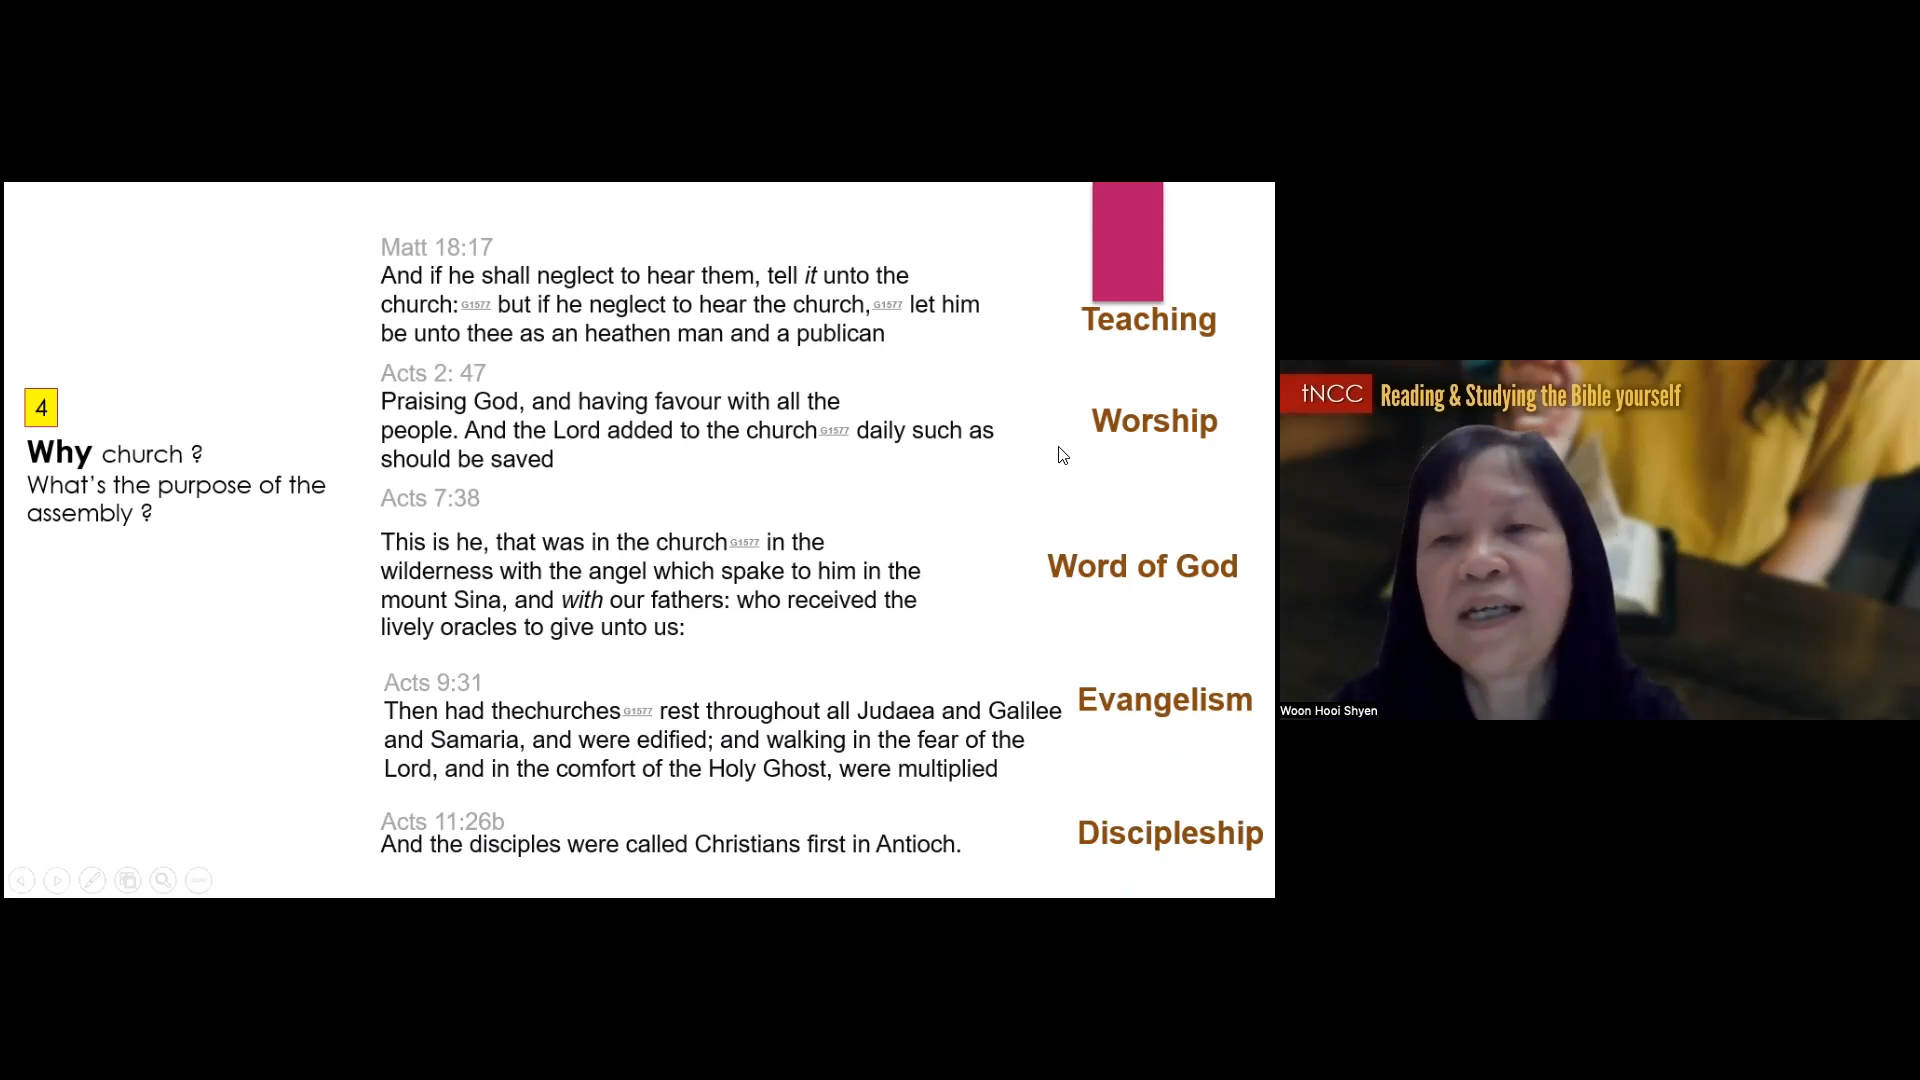 Matt 18:17
And if he shall neglect to hear them, tell it unto the
church:G1577 but if he neglect to hear the church,G1577 let him
be unto thee as an heathen man and a publican
Teaching
Acts 2: 47
Praising God, and having favour with all the
people. And the Lord added to the churchG1577 daily such as
should be saved
Worship
4
Why church ?
What's the purpose of the
assembly ?
Acts 7:38
This is he, that was in the churchG1577 in the
wilderness with the angel which spake to him in the
mount Sina, and with our fathers: who received the
lively oracles to give unto us:
Word of God
Acts 9:31
Then had thechurchesG1577 rest throughout all Judaea and Galilee
and Samaria, and were edified; and walking in the fear of the
Lord, and in the comfort of the Holy Ghost, were multiplied
Evangelism
Acts 11:26b
And the disciples were called Christians first in Antioch.
Discipleship
tNCC
Reading & Studying the Bible yourself
Woon Hooi Shyen